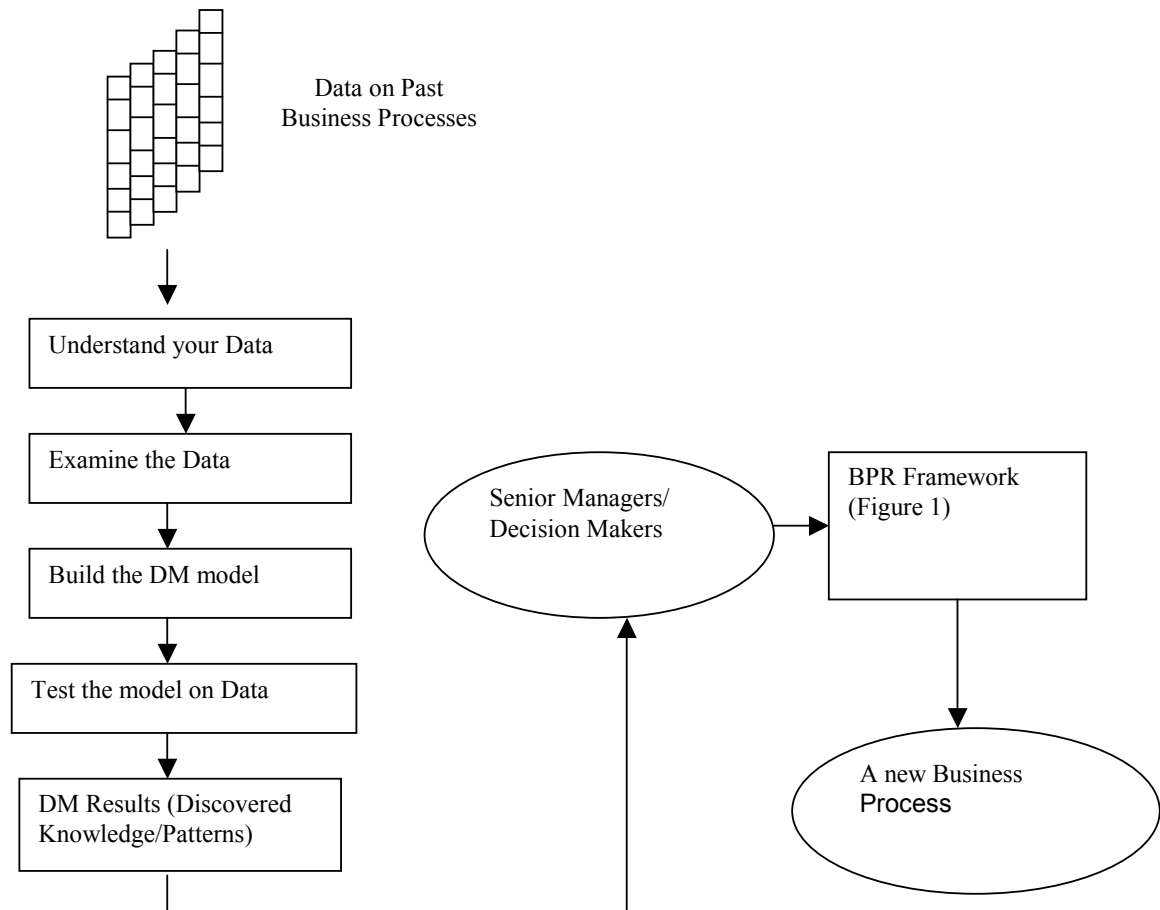 Data on Past
Business Processes
Understand your Data
Examine the Data
Build the DM model
Test the model on Data
DM Results (Discovered
Knowledge/Patterns)
Senior Managers/
Decision Makers
BPR Framework
(Figure 1)
A new Business
Process